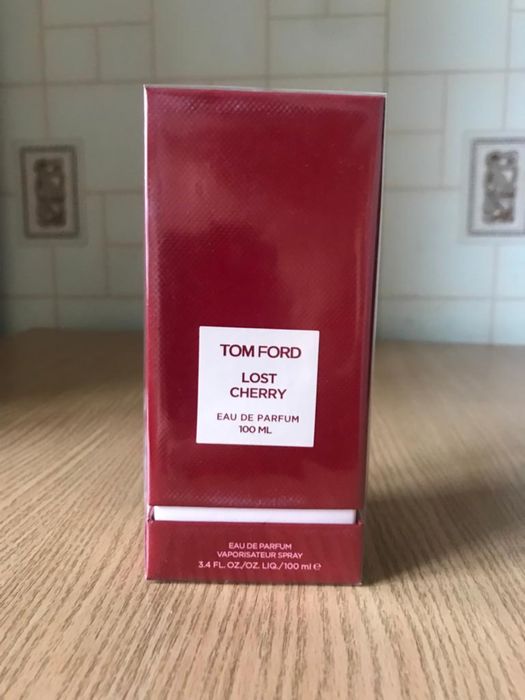 TOM FORD
LOST
CHERRY
EAU DE PARFUM
100 ML
EAU DE PARFUM
VAPORISATEUR SPRAY
3.4 FL. OZ./OZ. LIQ./100 ml ℮